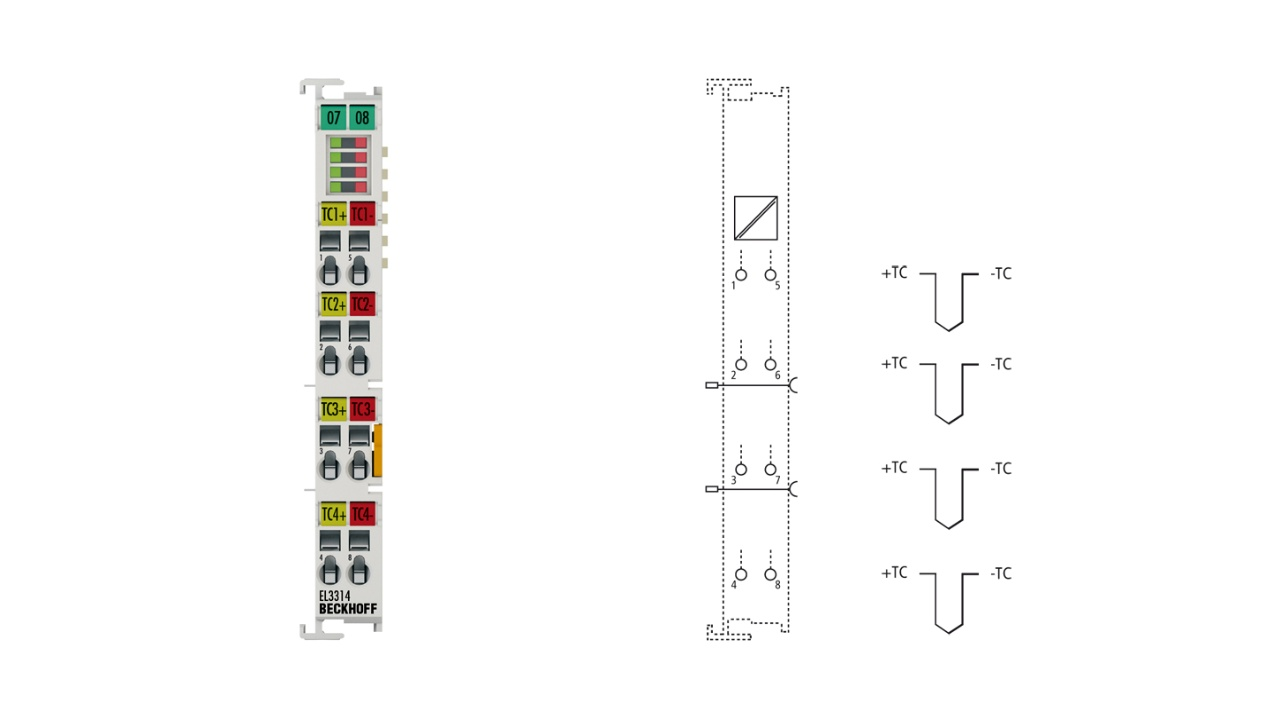 07 08
TC1+ TC1-
1 5
TC2+ TC2-
2 6
TC3+ TC3-
3 7
TC4+ TC4-
4 8
EL3314
BECKHOFF
1 5
2 6
3 7
4 8
+TC -TC
+TC -TC
+TC -TC
+TC -TC